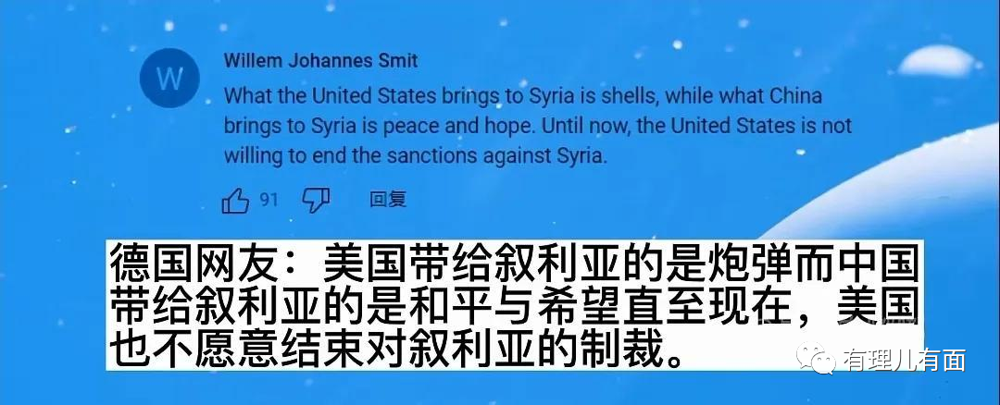 W
Willem Johannes Smit
What the United States brings to Syria is shells, while what China
brings to Syria is peace and hope. Until now, the United States is not
willing to end the sanctions against Syria.
91 回复
德国网友：美国带给叙利亚的是炮弹而中国
带给叙利亚的是和平与希望直至现在，美国
也不愿意结束对叙利亚的制裁。
有理儿有面